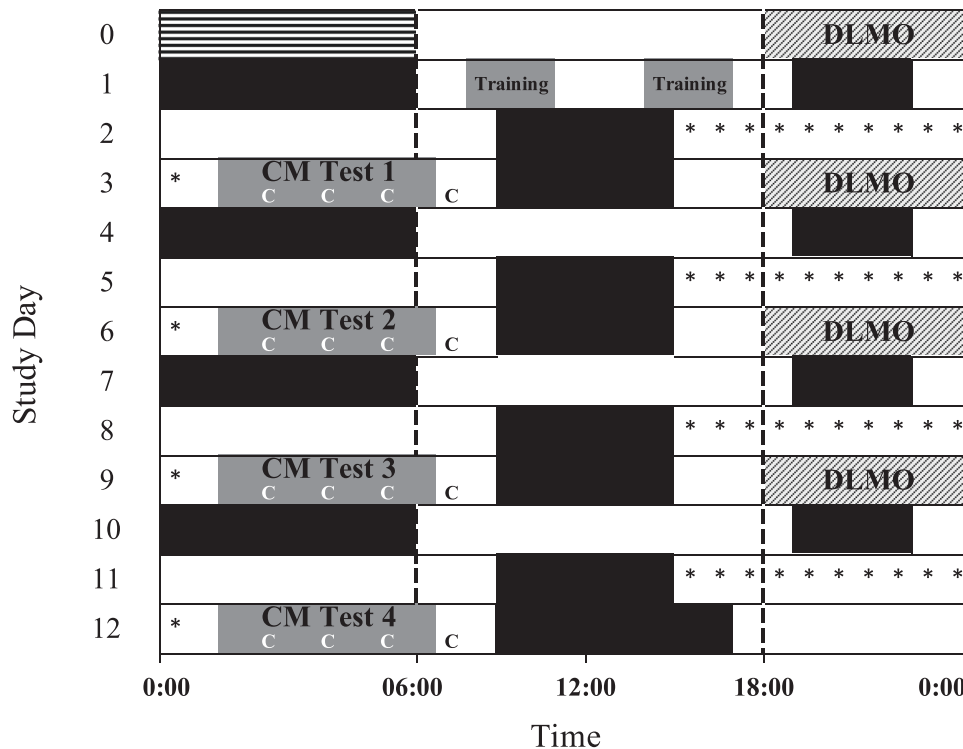 0 DLMO
1 Training Training
2 * * * * * * * * * *
3 * CM Test 1 DLMO
C C C C
4
5 * * * * * * * * * *
6 * CM Test 2 DLMO
C C C C
7
8 * * * * * * * * * *
9 * CM Test 3 DLMO
C C C C
10
11 * * * * * * * * * *
12 * CM Test 4
C C C C
Study Day
0:00 06:00 12:00 18:00 0:00
Time